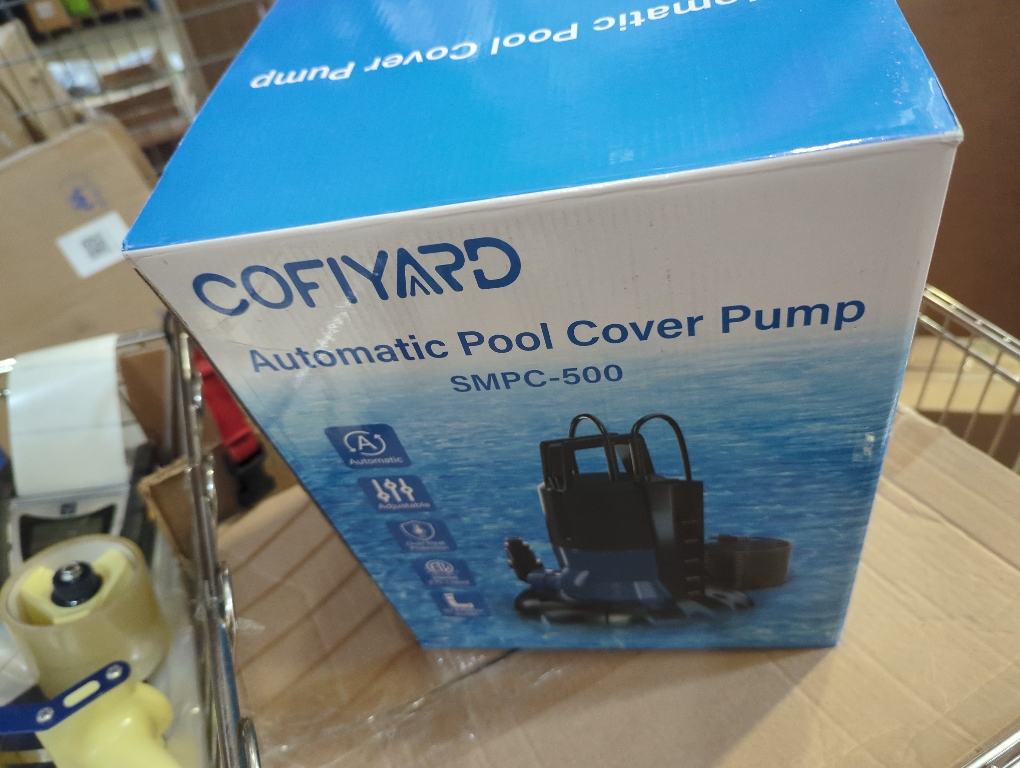 Automatic Pool Cover Pump
COFIYARD
Automatic Pool Cover Pump
SMPC-500
Automatic
Adjustable